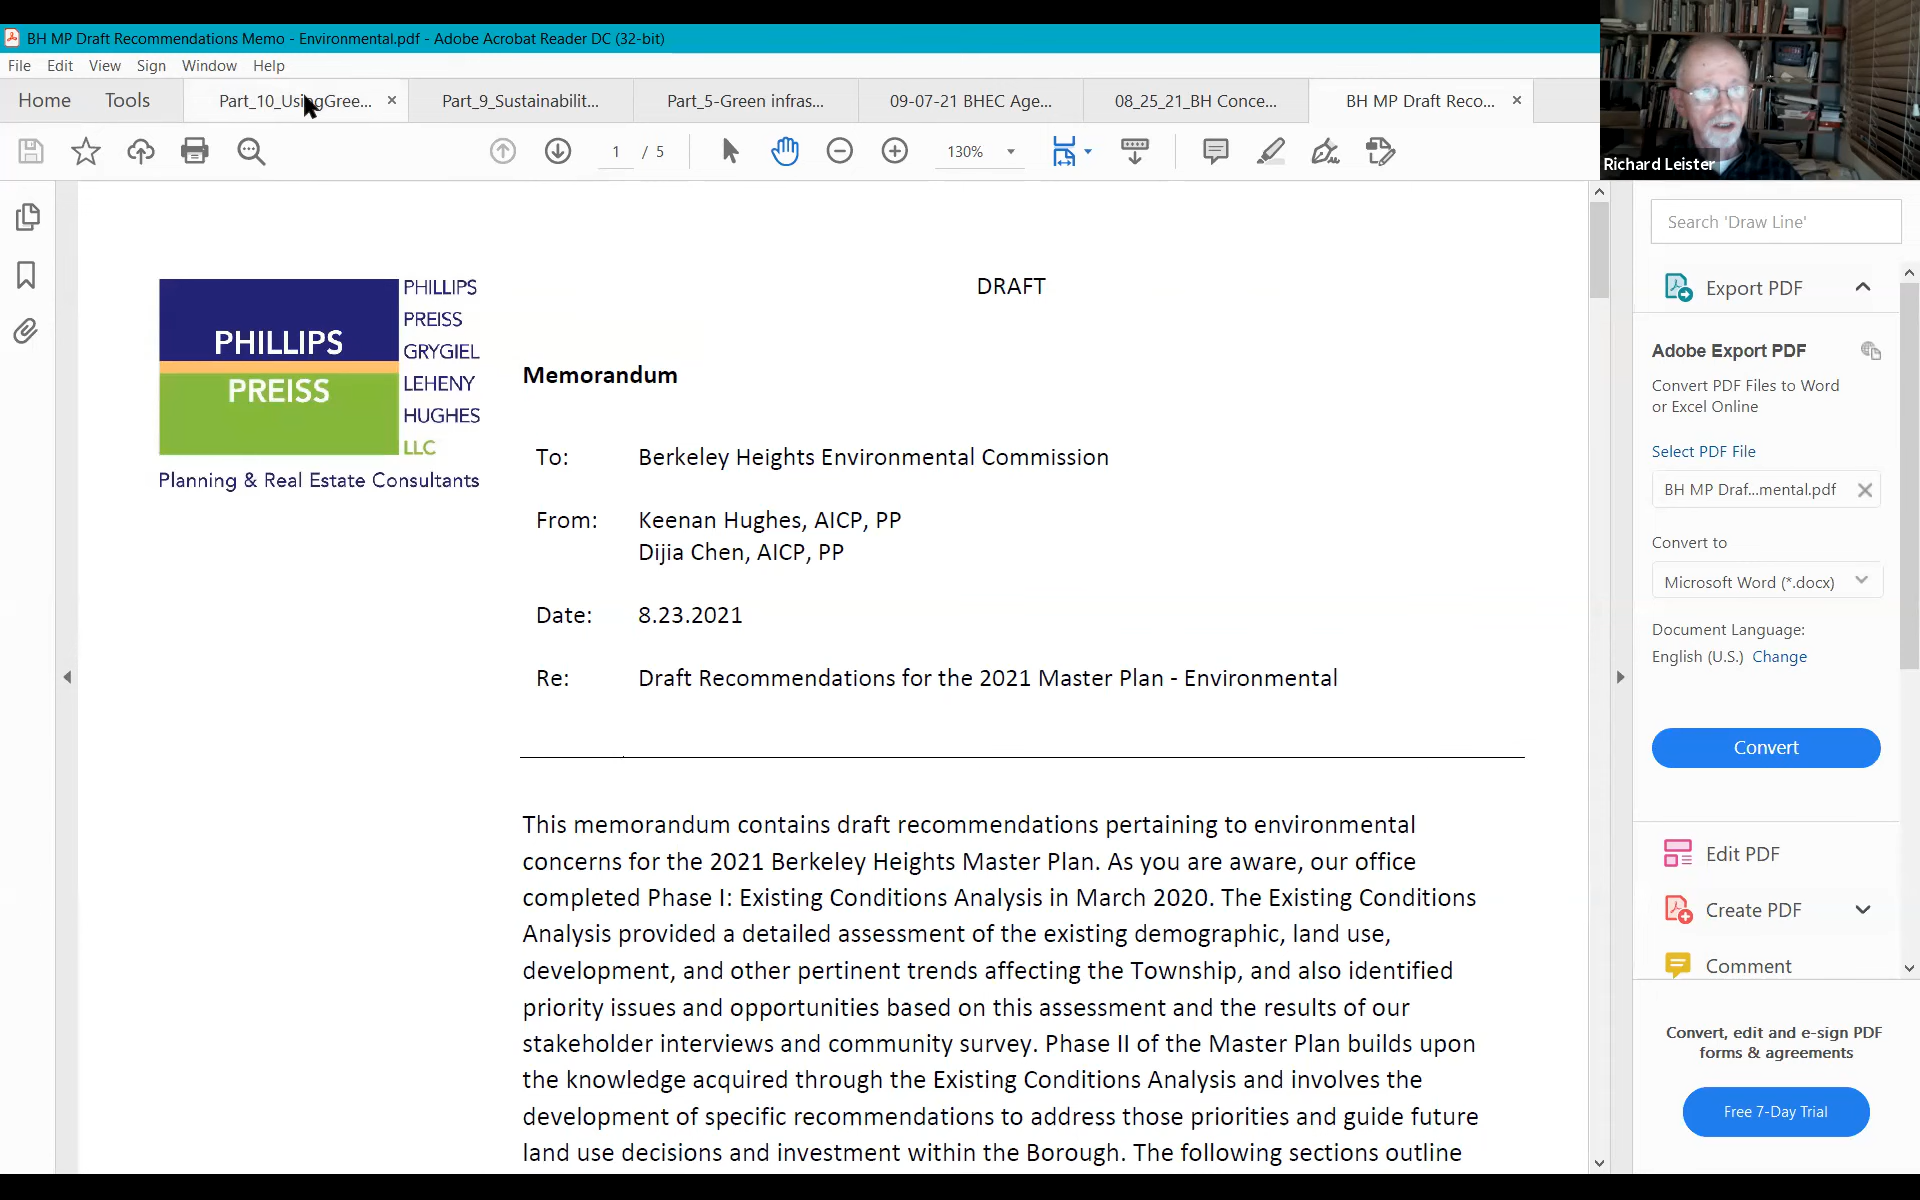 BH MP Draft Recommendations Memo - Environmental.pdf - Adobe Acrobat Reader DC (32-bit)
File Edit View Sign Window Help
Home Tools Part_10_UsingGree... × Part_9_Sustainabilit... Part_5-Green infras... 09-07-21 BHEC Age... 08_25_21_BH Conce... BH MP Draft Reco... ×
1 / 5 130%
Richard Leister
PHILLIPS
PREISS
PHILLIPS
PREISS
GRYGIEL
LEHENY
HUGHES
LLC
Planning & Real Estate Consultants
DRAFT
Memorandum
To: Berkeley Heights Environmental Commission
From: Keenan Hughes, AICP, PP
Dijia Chen, AICP, PP
Date: 8.23.2021
Re: Draft Recommendations for the 2021 Master Plan - Environmental
This memorandum contains draft recommendations pertaining to environmental
concerns for the 2021 Berkeley Heights Master Plan. As you are aware, our office
completed Phase I: Existing Conditions Analysis in March 2020. The Existing Conditions
Analysis provided a detailed assessment of the existing demographic, land use,
development, and other pertinent trends affecting the Township, and also identified
priority issues and opportunities based on this assessment and the results of our
stakeholder interviews and community survey. Phase II of the Master Plan builds upon
the knowledge acquired through the Existing Conditions Analysis and involves the
development of specific recommendations to address those priorities and guide future
land use decisions and investment within the Borough. The following sections outline
Search 'Draw Line'
Export PDF
Adobe Export PDF
Convert PDF Files to Word
or Excel Online
Select PDF File
BH MP Draf...mental.pdf
Convert to
Microsoft Word (*.docx)
Document Language:
English (U.S.) Change
Convert
Edit PDF
Create PDF
Comment
Convert, edit and e-sign PDF
forms & agreements
Free 7-Day Trial